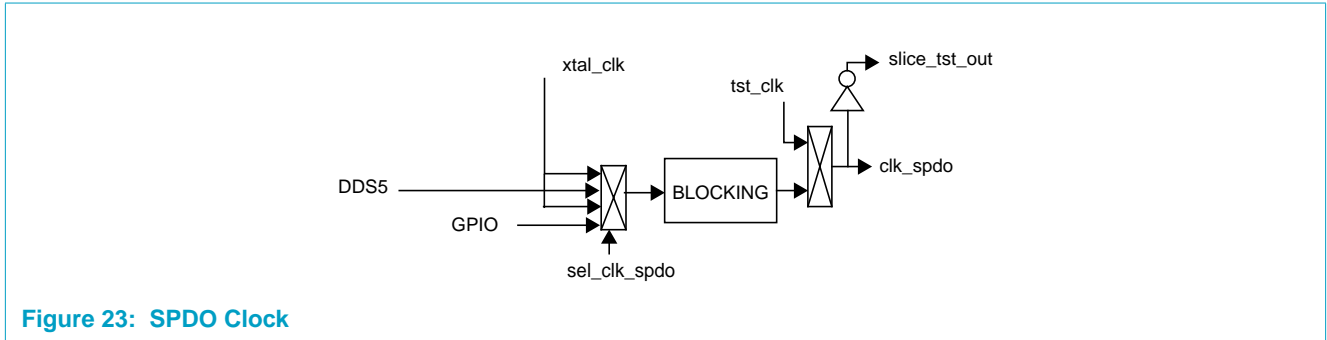 xtal_clk
slice_tst_out
tst_clk
clk_spdo
DDS5
BLOCKING
GPIO
sel_clk_spdo
Figure 23: SPDO Clock